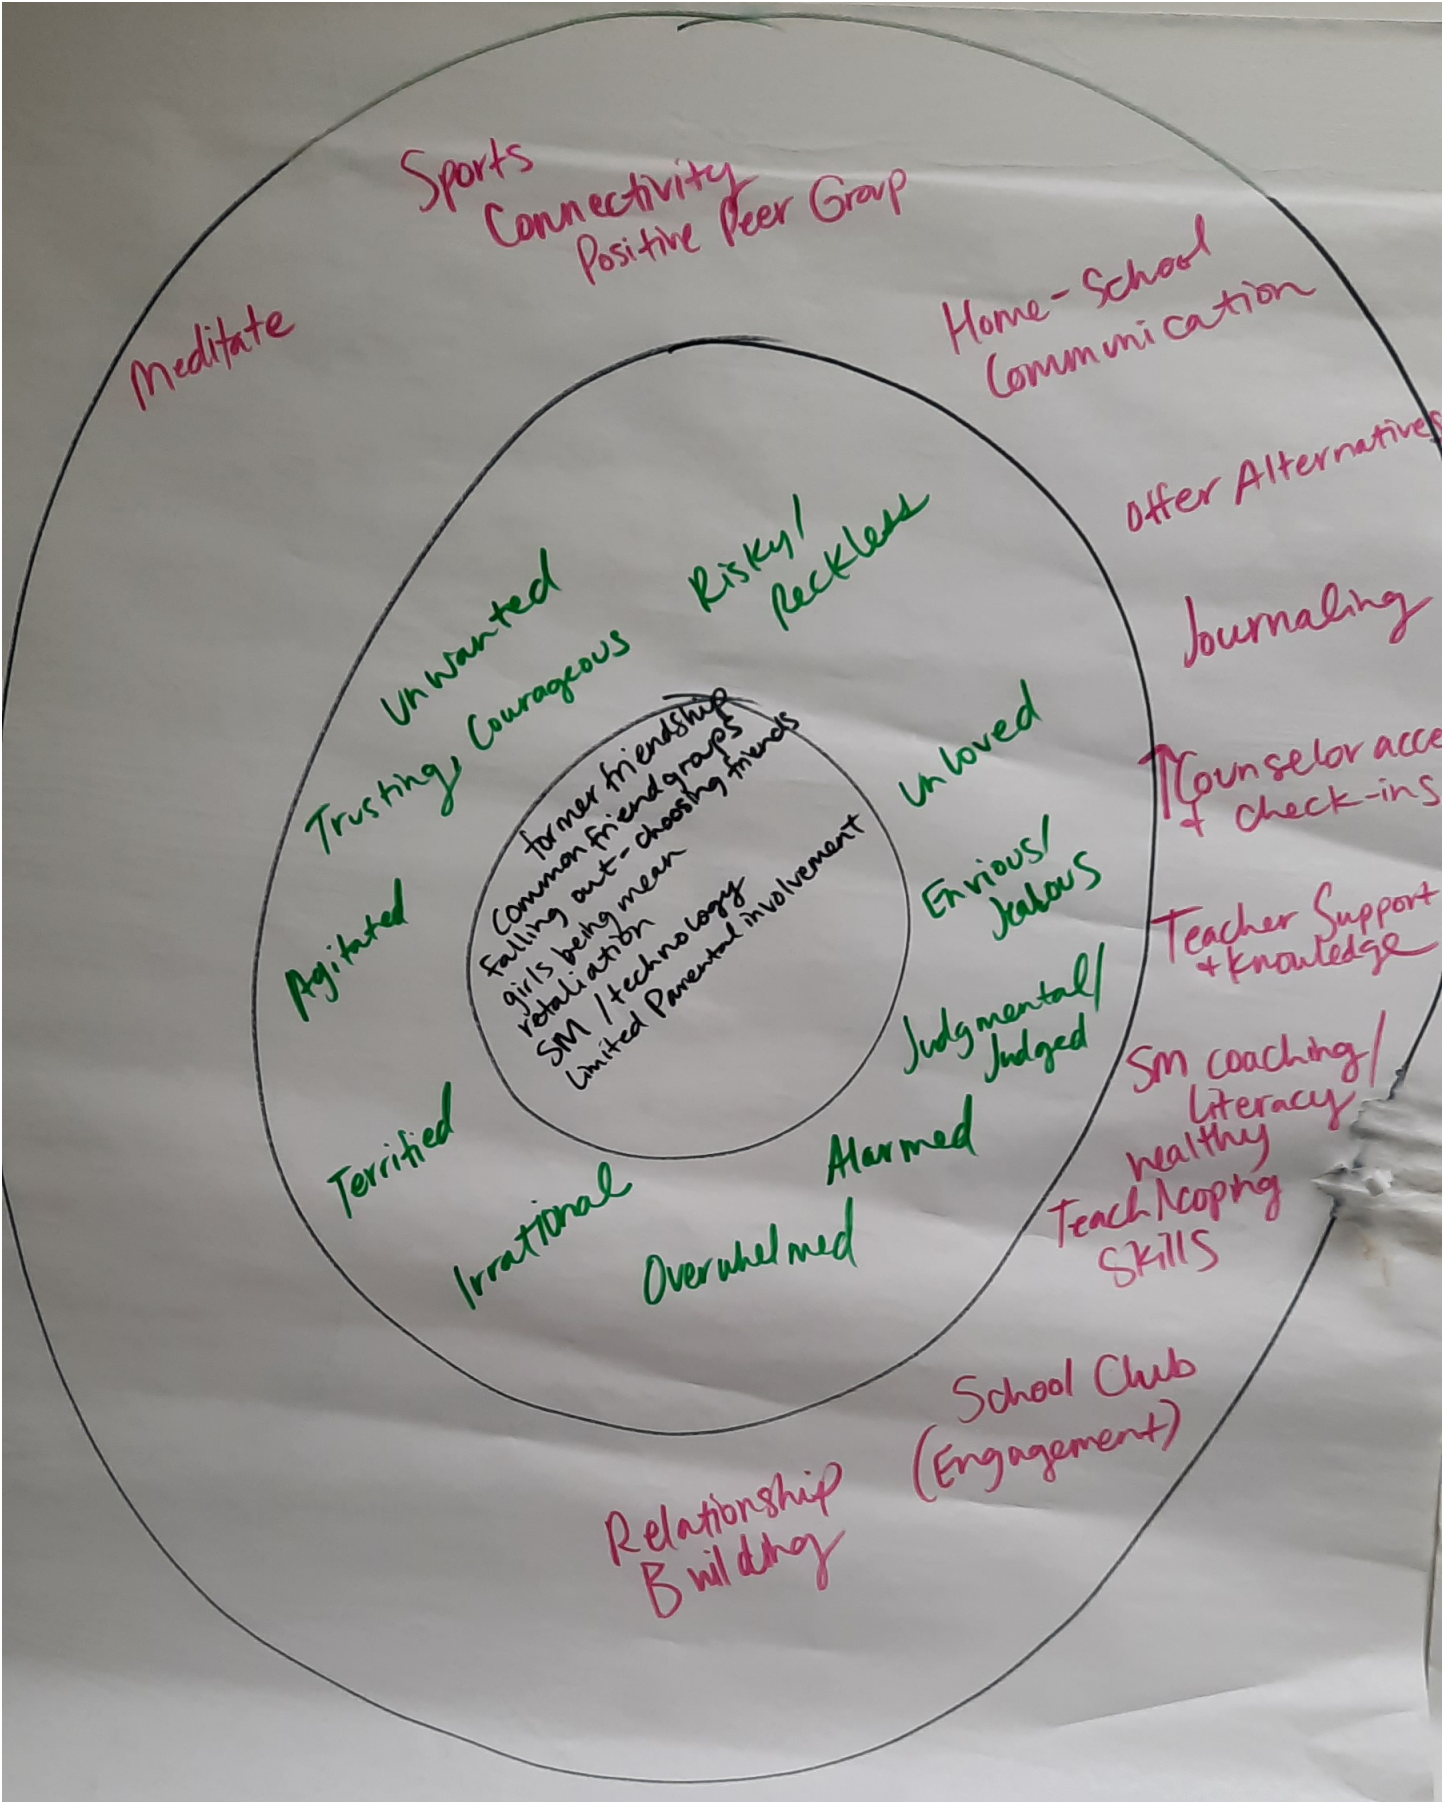 Sports
Connectivity
Positive Peer Group
Meditate
Home-School
Communication
offer Alternatives
Journaling
↑Counselor acce
+ check-ins
Teacher Support
+ knowledge
SM coaching/
Literacy
healthy
Teach/coping
Skills
School Club
(Engagement)
Relationship
Building
Risky/
Reckless
Unwanted
Trusting, Courageous
Agitated
Terrified
Irrational
Overwhelmed
Alarmed
Judgmental/
Judged
Envious/
Jealous
Unloved
former friendship
common friend groups
falling out - choosing friends
girls being mean
retaliation
SM / technology
limited Parental involvement